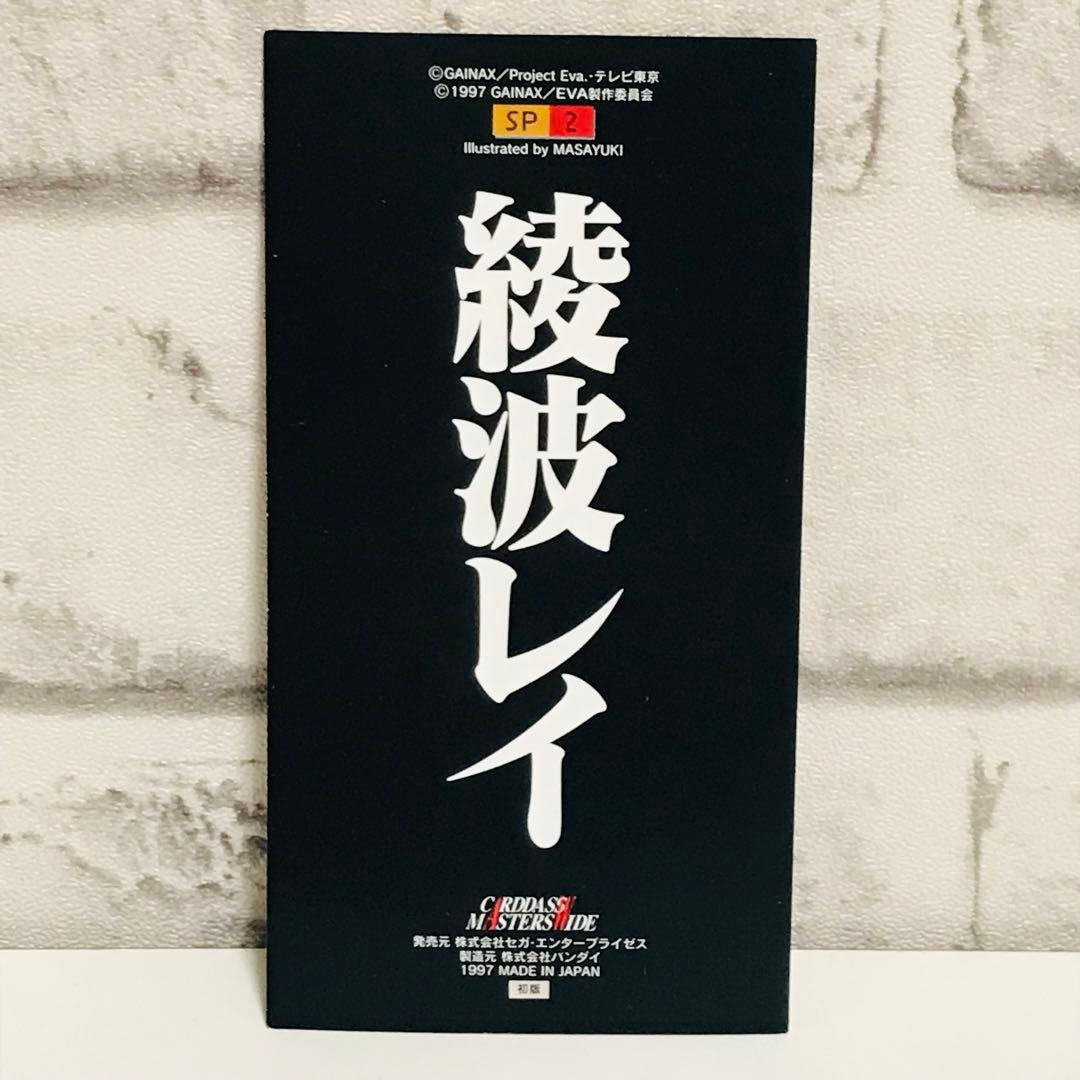 ©GAINAX／Project Eva.・テレビ東京
©1997 GAINAX／EVA製作委員会
SP 2
Illustrated by MASAYUKI
綾波レイ
CARDDASS
MASTERS WIDE
発売元 株式会社セガ・エンタープライゼス
製造元 株式会社バンダイ
1997 MADE IN JAPAN
初版